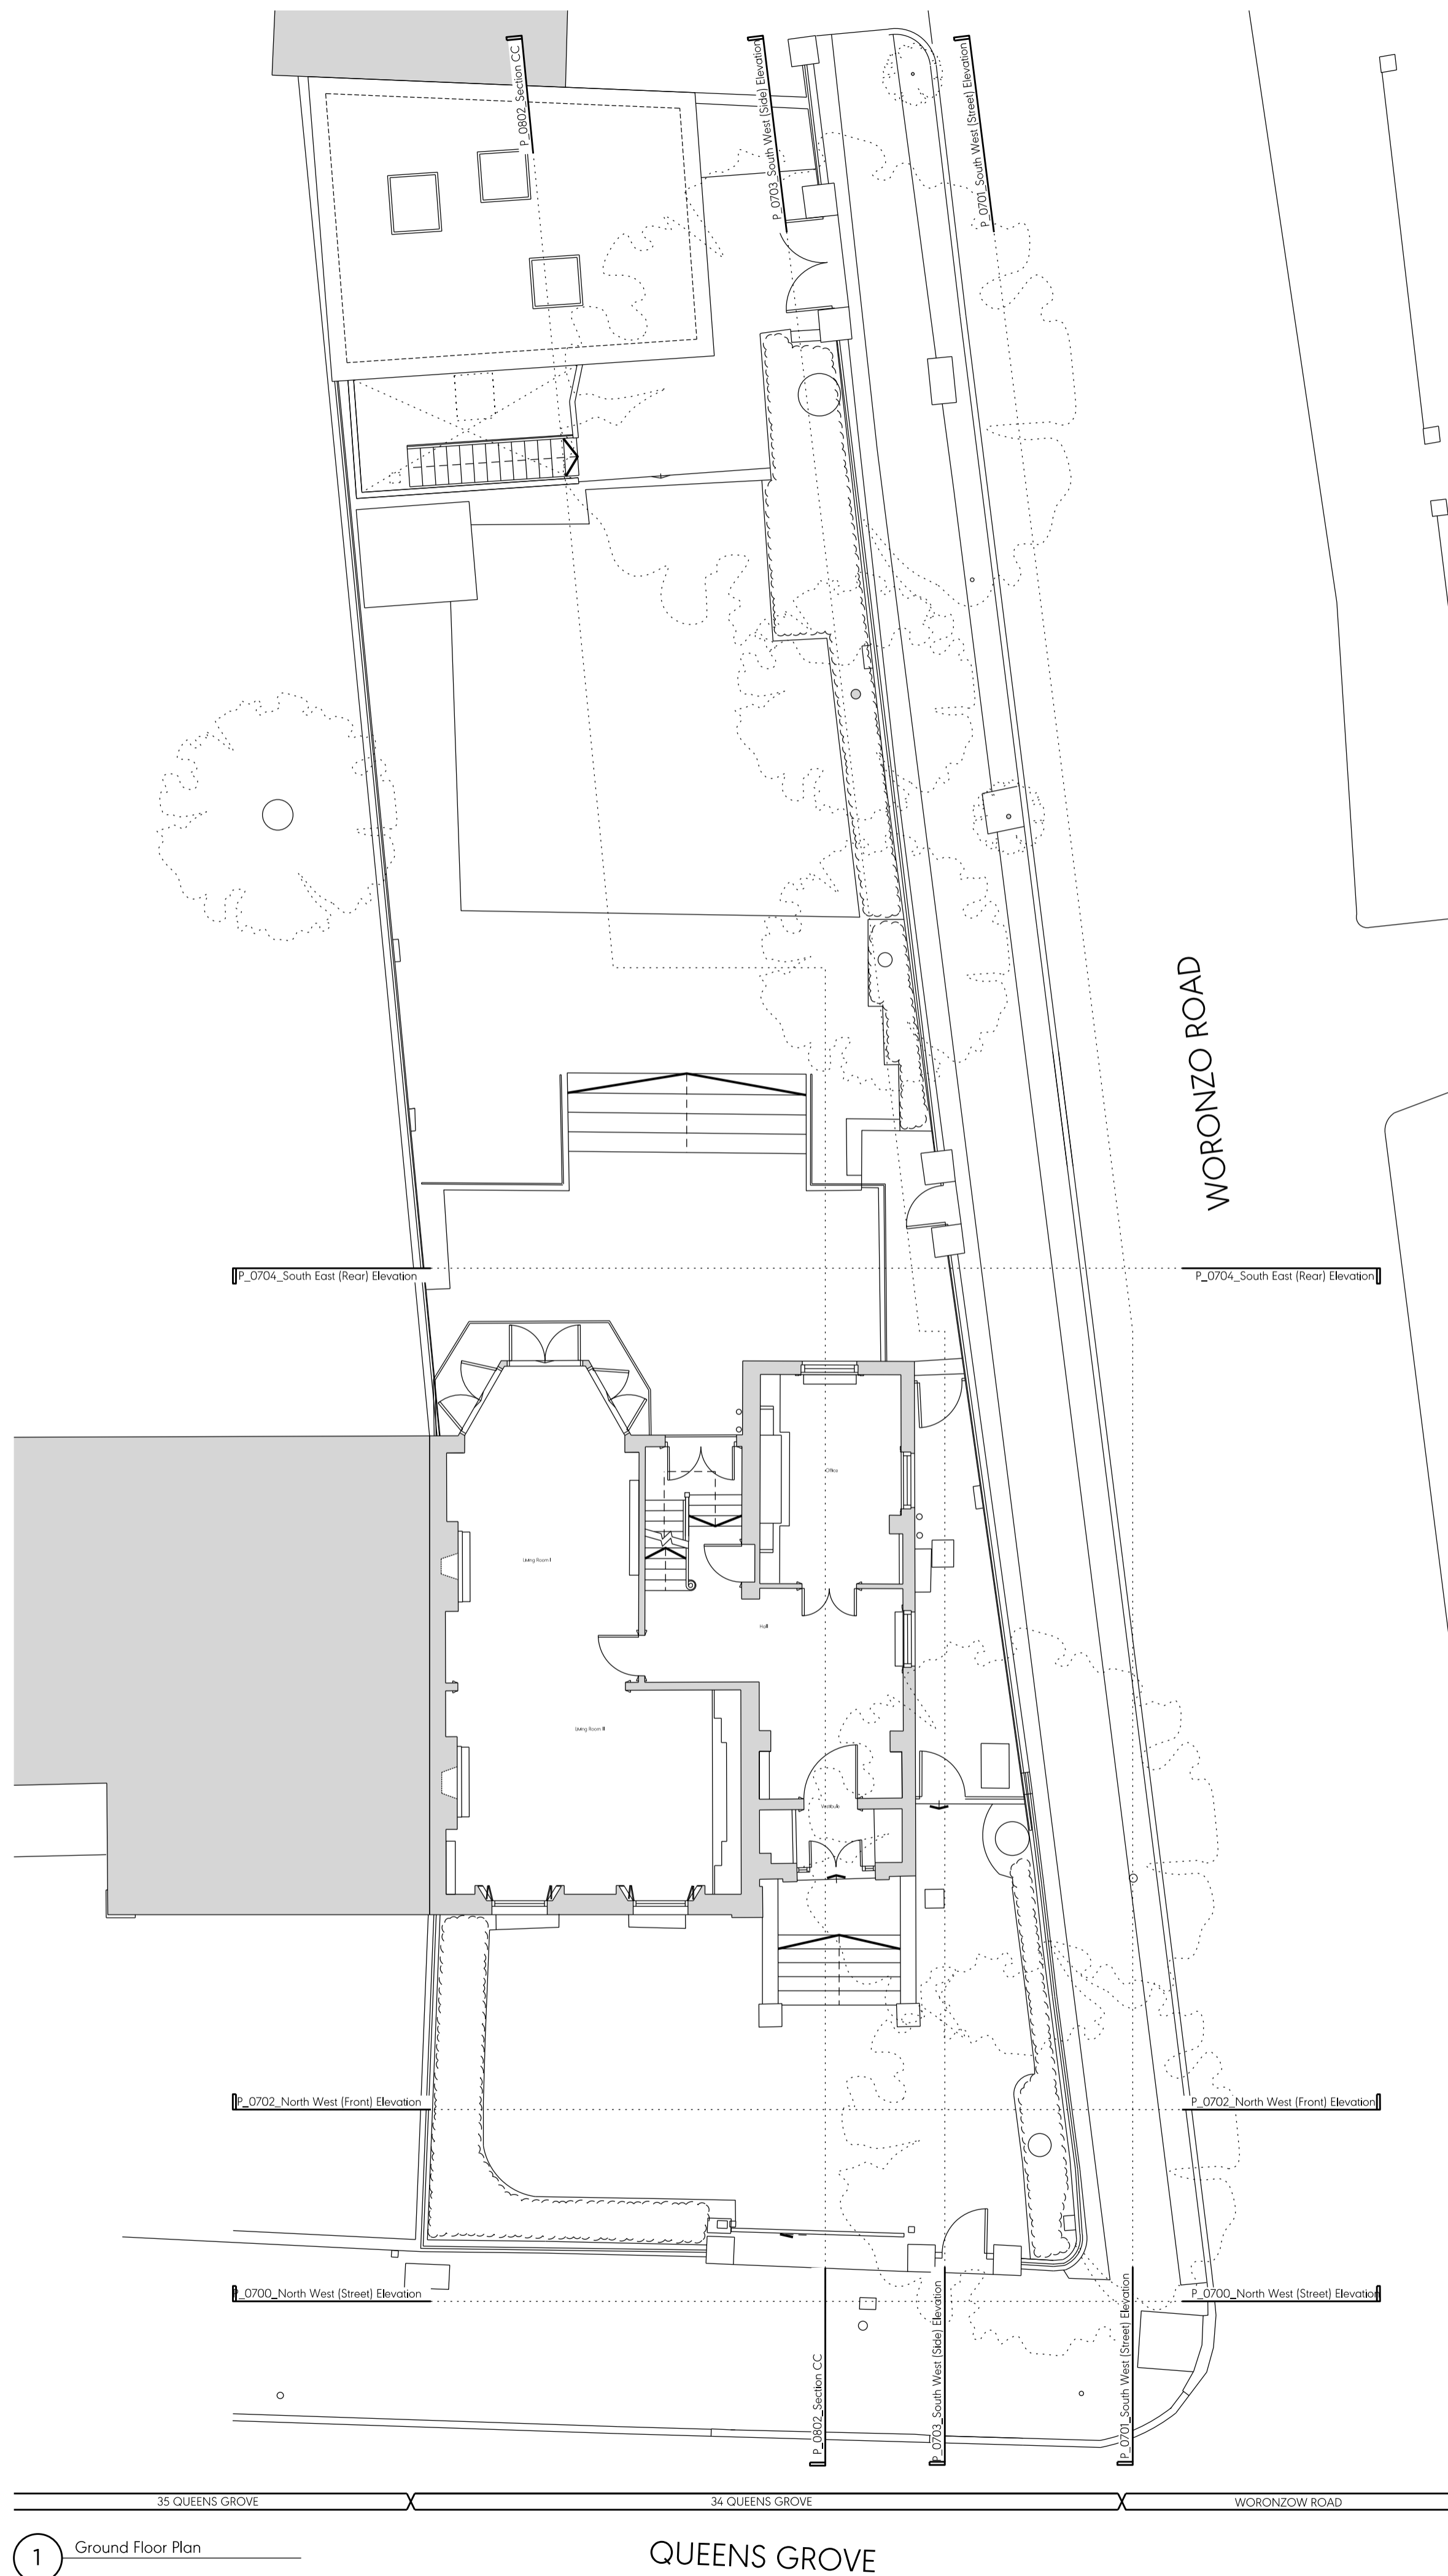 P_0802_Section CC
P_0703_South West (Side) Elevation
P_0701_South West (Street) Elevation
WORONZO ROAD
P_0704_South East (Rear) Elevation
P_0704_South East (Rear) Elevation
Office
Living Room I
Hall
Living Room II
Vestibule
P_0702_North West (Front) Elevation
P_0702_North West (Front) Elevation
P_0700_North West (Street) Elevation
P_0700_North West (Street) Elevation
P_0802_Section CC
P_0703_South West (Side) Elevation
P_0701_South West (Street) Elevation
35 QUEENS GROVE
34 QUEENS GROVE
WORONZOW ROAD
1
Ground Floor Plan
QUEENS GROVE